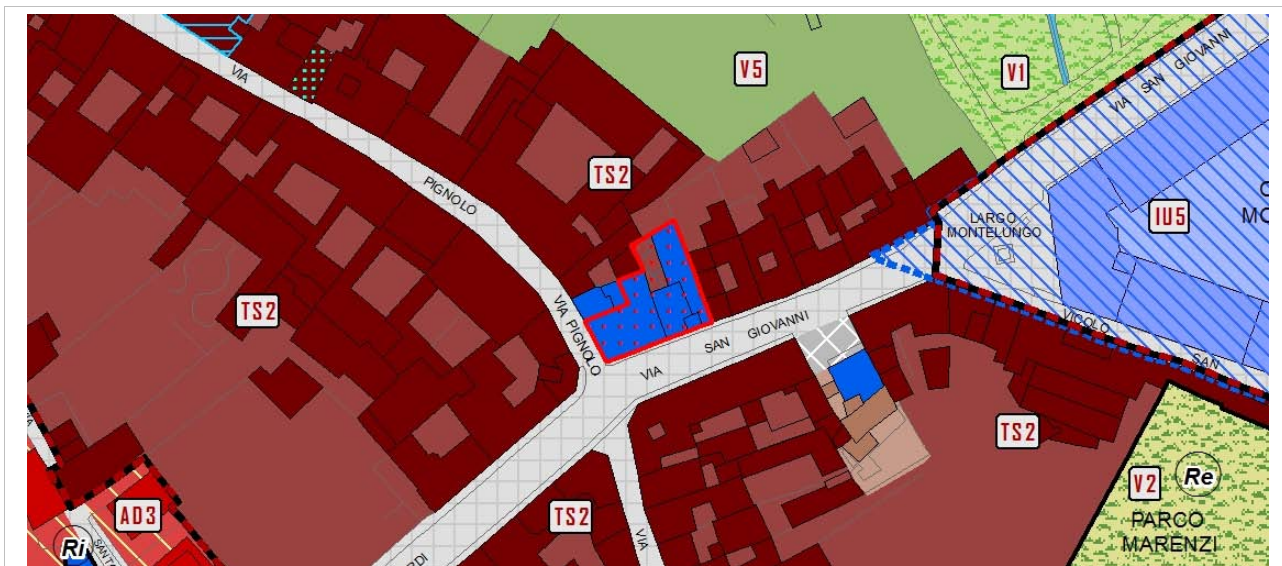 V5
V1
VIA SAN GIOVANNI
VIA
PIGNOLO
TS2
LARGO
MONTELUNGO
IU5
TS2
VIA PIGNOLO
VIA SAN GIOVANNI
VICOLO SAN
TS2
V2
Re
PARCO
MARENZI
AD3
TS2
VIA
Ri